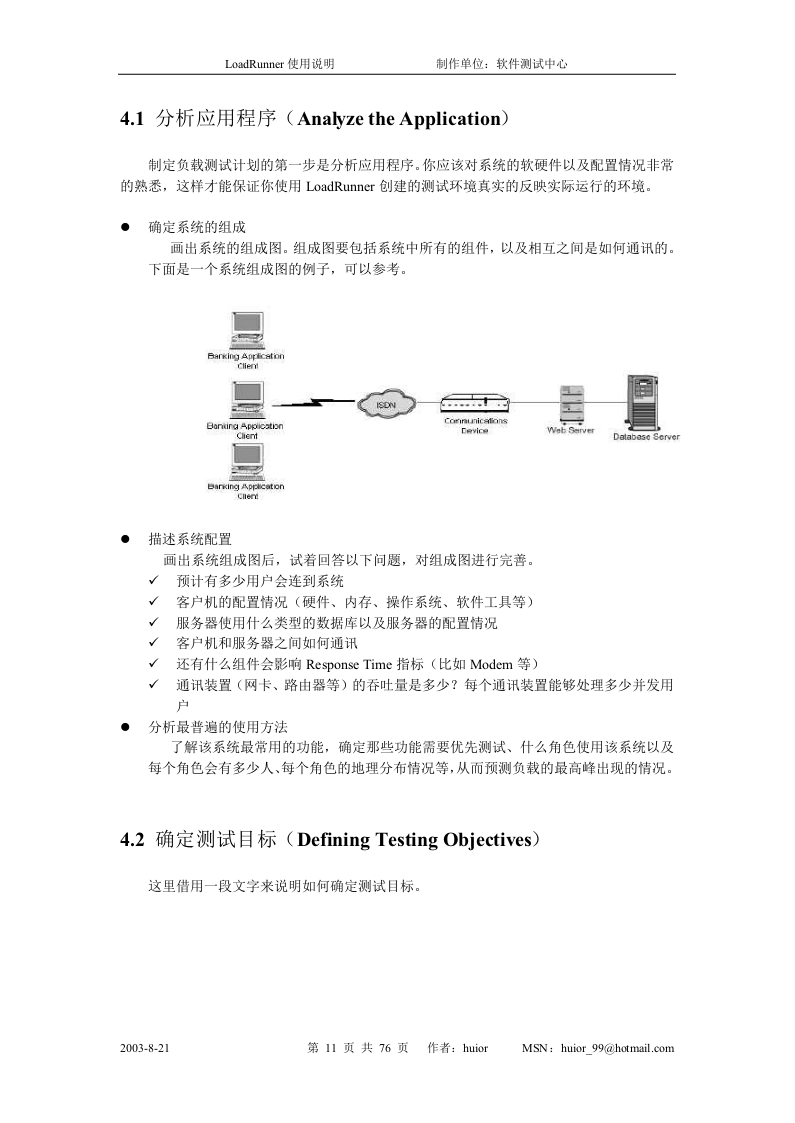 LoadRunner 使用说明 制作单位：软件测试中心
4.1 分析应用程序（Analyze the Application）
制定负载测试计划的第一步是分析应用程序。你应该对系统的软硬件以及配置情况非常
的熟悉，这样才能保证你使用 LoadRunner 创建的测试环境真实的反映实际运行的环境。
● 确定系统的组成
画出系统的组成图。组成图要包括系统中所有的组件，以及相互之间是如何通讯的。
下面是一个系统组成图的例子，可以参考。
Banking Application
Client
Banking Application
Client
Banking Application
Client
ISDN
Communications
Device
Web Server
Database Server
● 描述系统配置
画出系统组成图后，试着回答以下问题，对组成图进行完善。
✓ 预计有多少用户会连到系统
✓ 客户机的配置情况（硬件、内存、操作系统、软件工具等）
✓ 服务器使用什么类型的数据库以及服务器的配置情况
✓ 客户机和服务器之间如何通讯
✓ 还有什么组件会影响 Response Time 指标（比如 Modem 等）
✓ 通讯装置（网卡、路由器等）的吞吐量是多少？每个通讯装置能够处理多少并发用
户
● 分析最普遍的使用方法
了解该系统最常用的功能，确定那些功能需要优先测试、什么角色使用该系统以及
每个角色会有多少人、每个角色的地理分布情况等，从而预测负载的最高峰出现的情况。
4.2 确定测试目标（Defining Testing Objectives）
这里借用一段文字来说明如何确定测试目标。
2003-8-21 第 11 页 共 76 页 作者：huior MSN：huior_99@hotmail.com